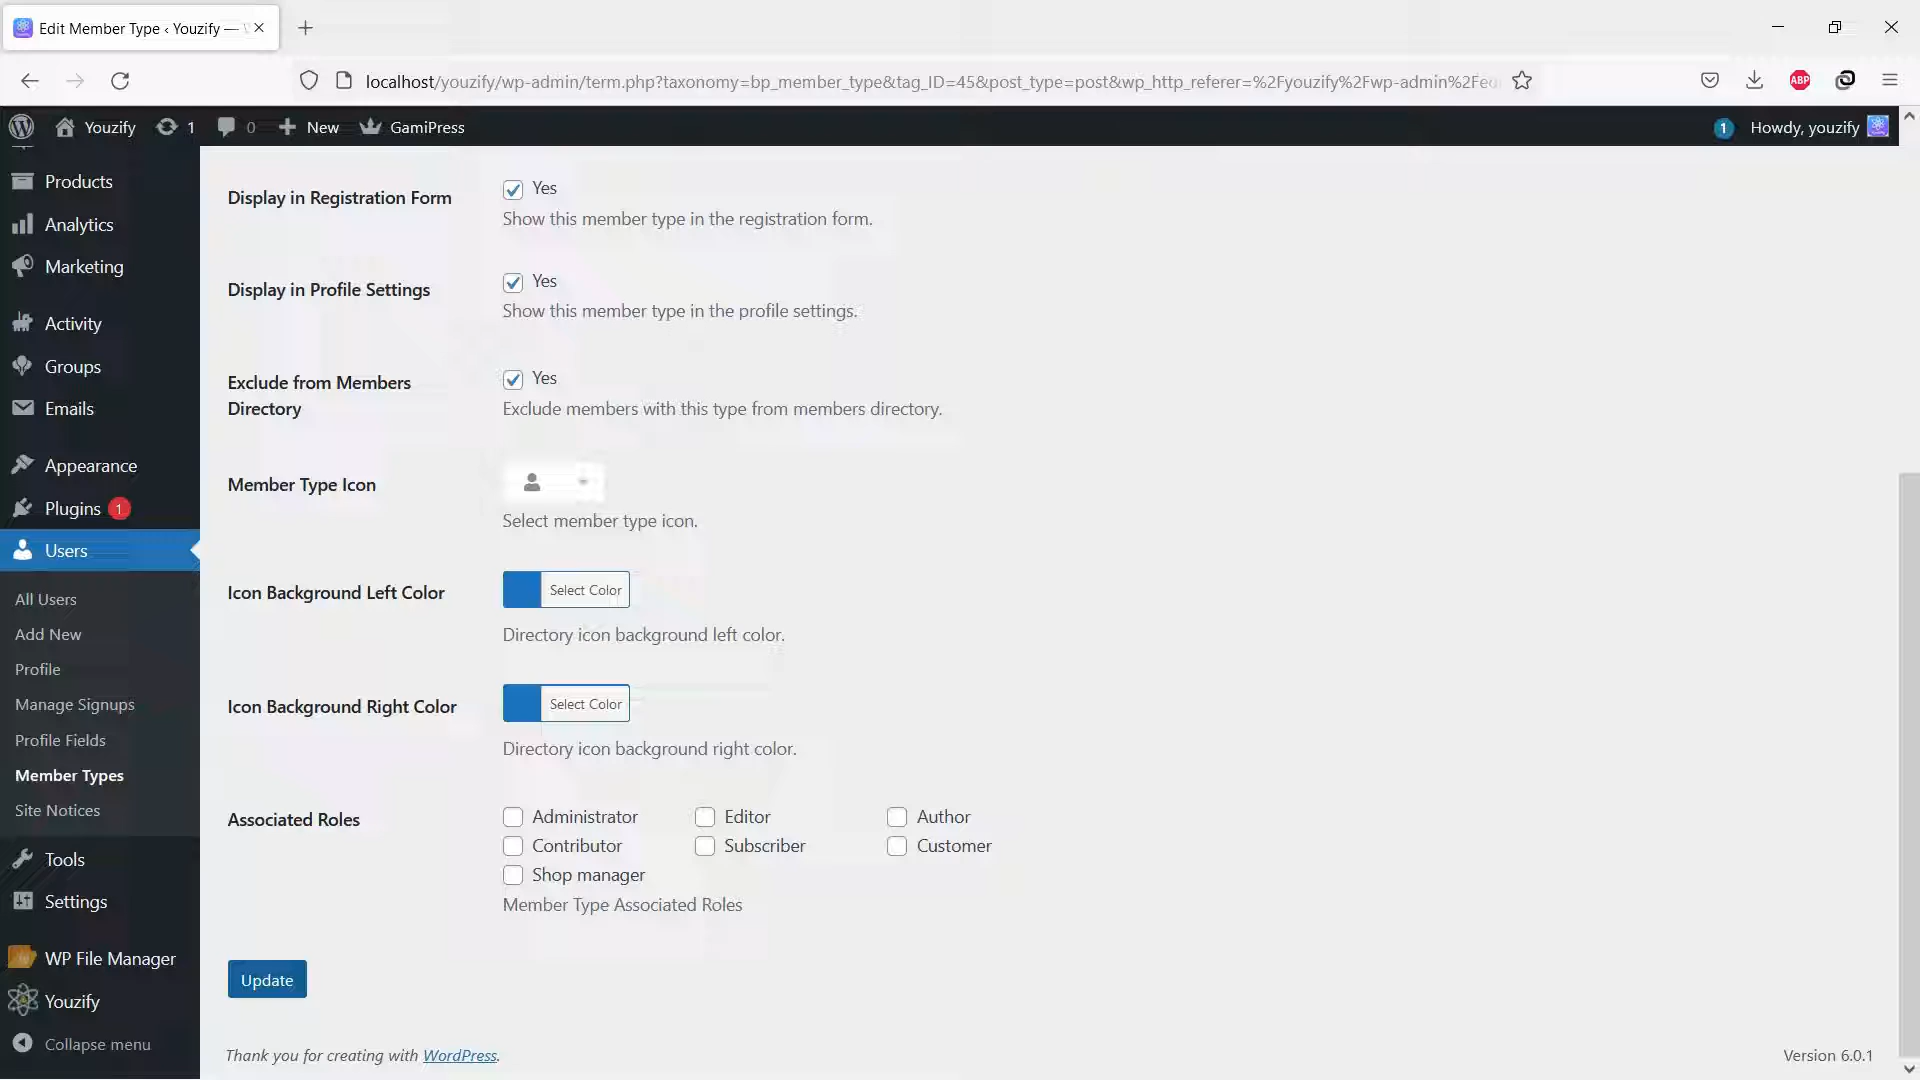 Edit Member Type ‹ Youzify —
localhost/youzify/wp-admin/term.php?taxonomy=bp_member_type&tag_ID=45&post_type=post&wp_http_referer=%2Fyouzify%2Fwp-admin%2Fe
Youzify 1 0 New GamiPress 1 Howdy, youzify
Products
Analytics
Marketing
Activity
Groups
Emails
Appearance
Plugins 1
Users
All Users
Add New
Profile
Manage Signups
Profile Fields
Member Types
Site Notices
Tools
Settings
WP File Manager
Youzify
Collapse menu
Display in Registration Form
Yes
Show this member type in the registration form.
Display in Profile Settings
Yes
Show this member type in the profile settings.
Exclude from Members
Directory
Yes
Exclude members with this type from members directory.
Member Type Icon
Select member type icon.
Icon Background Left Color
Select Color
Directory icon background left color.
Icon Background Right Color
Select Color
Directory icon background right color.
Associated Roles
Administrator Editor Author
Contributor Subscriber Customer
Shop manager
Member Type Associated Roles
Update
Thank you for creating with WordPress.
Version 6.0.1
ABP